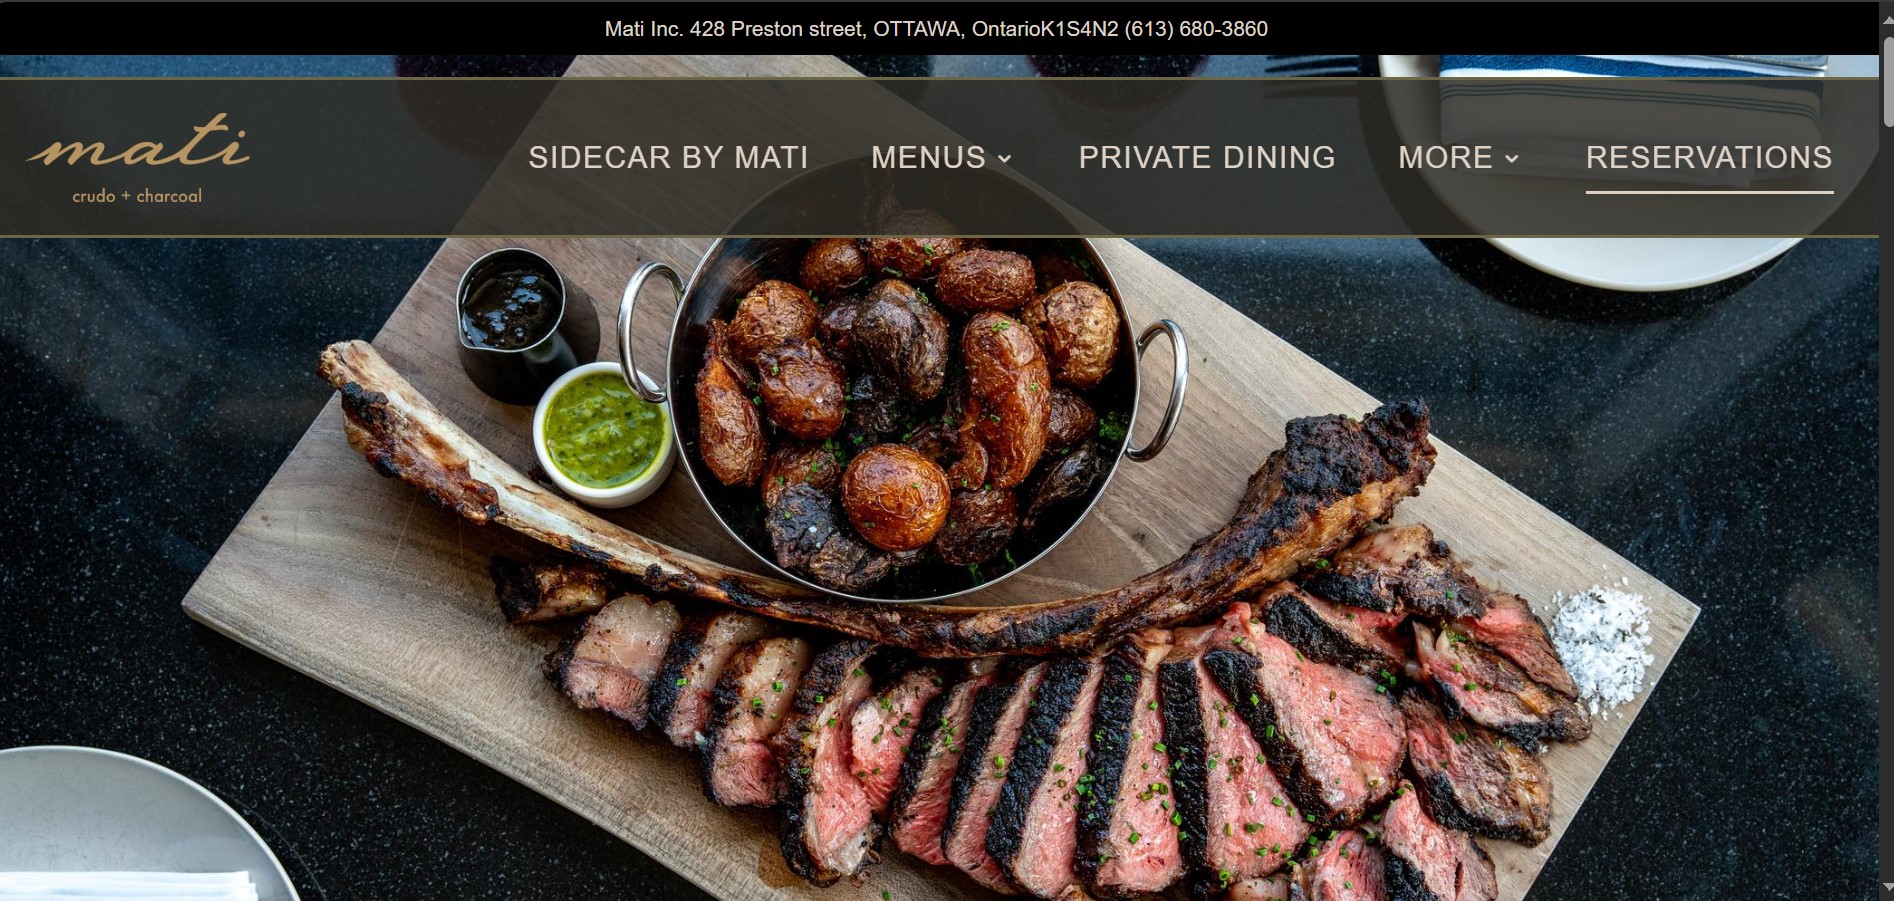 Mati Inc. 428 Preston street, OTTAWA, OntarioK1S4N2 (613) 680-3860
mati
crudo + charcoal
SIDECAR BY MATI MENUS PRIVATE DINING MORE RESERVATIONS